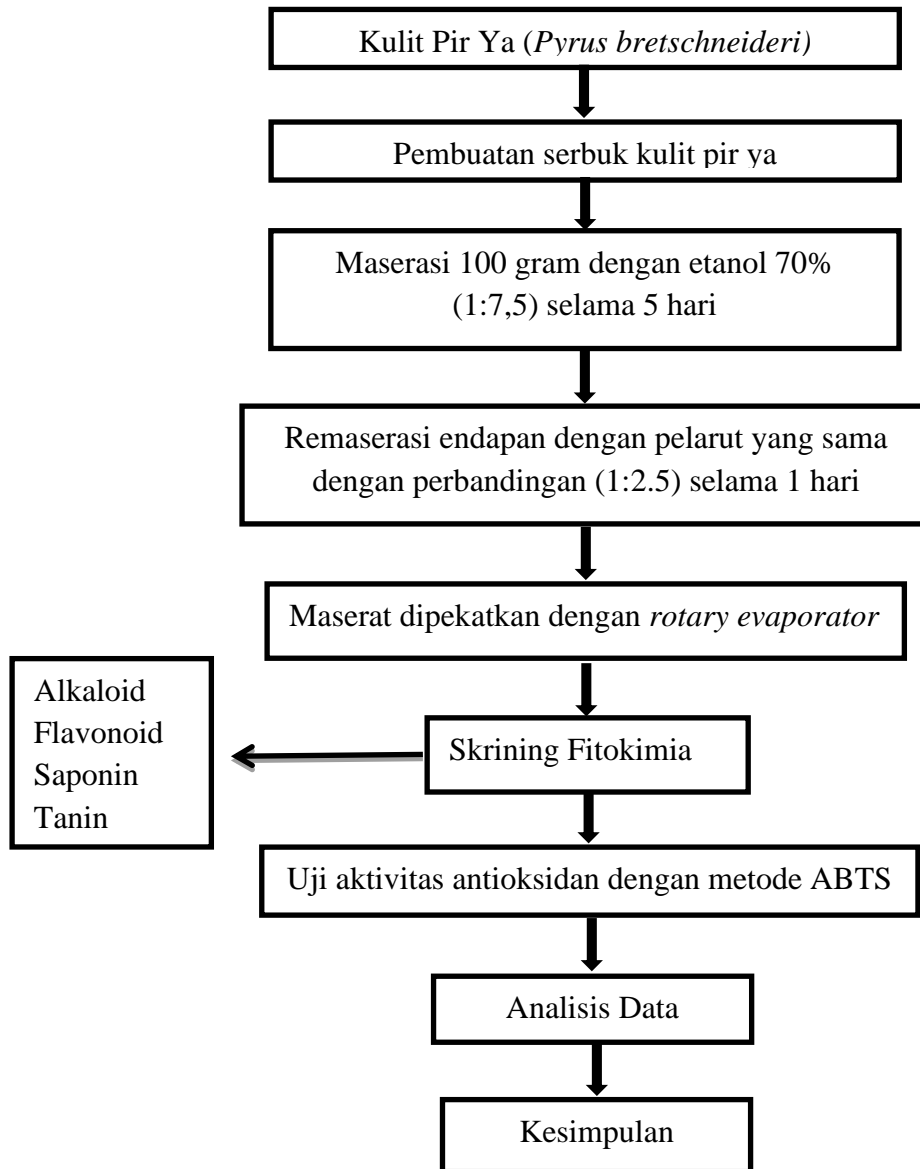 Kulit Pir Ya (Pyrus bretschneideri)
Pembuatan serbuk kulit pir ya
Maserasi 100 gram dengan etanol 70%
(1:7,5) selama 5 hari
Remaserasi endapan dengan pelarut yang sama
dengan perbandingan (1:2.5) selama 1 hari
Maserat dipekatkan dengan rotary evaporator
Skrining Fitokimia
Alkaloid
Flavonoid
Saponin
Tanin
Uji aktivitas antioksidan dengan metode ABTS
Analisis Data
Kesimpulan